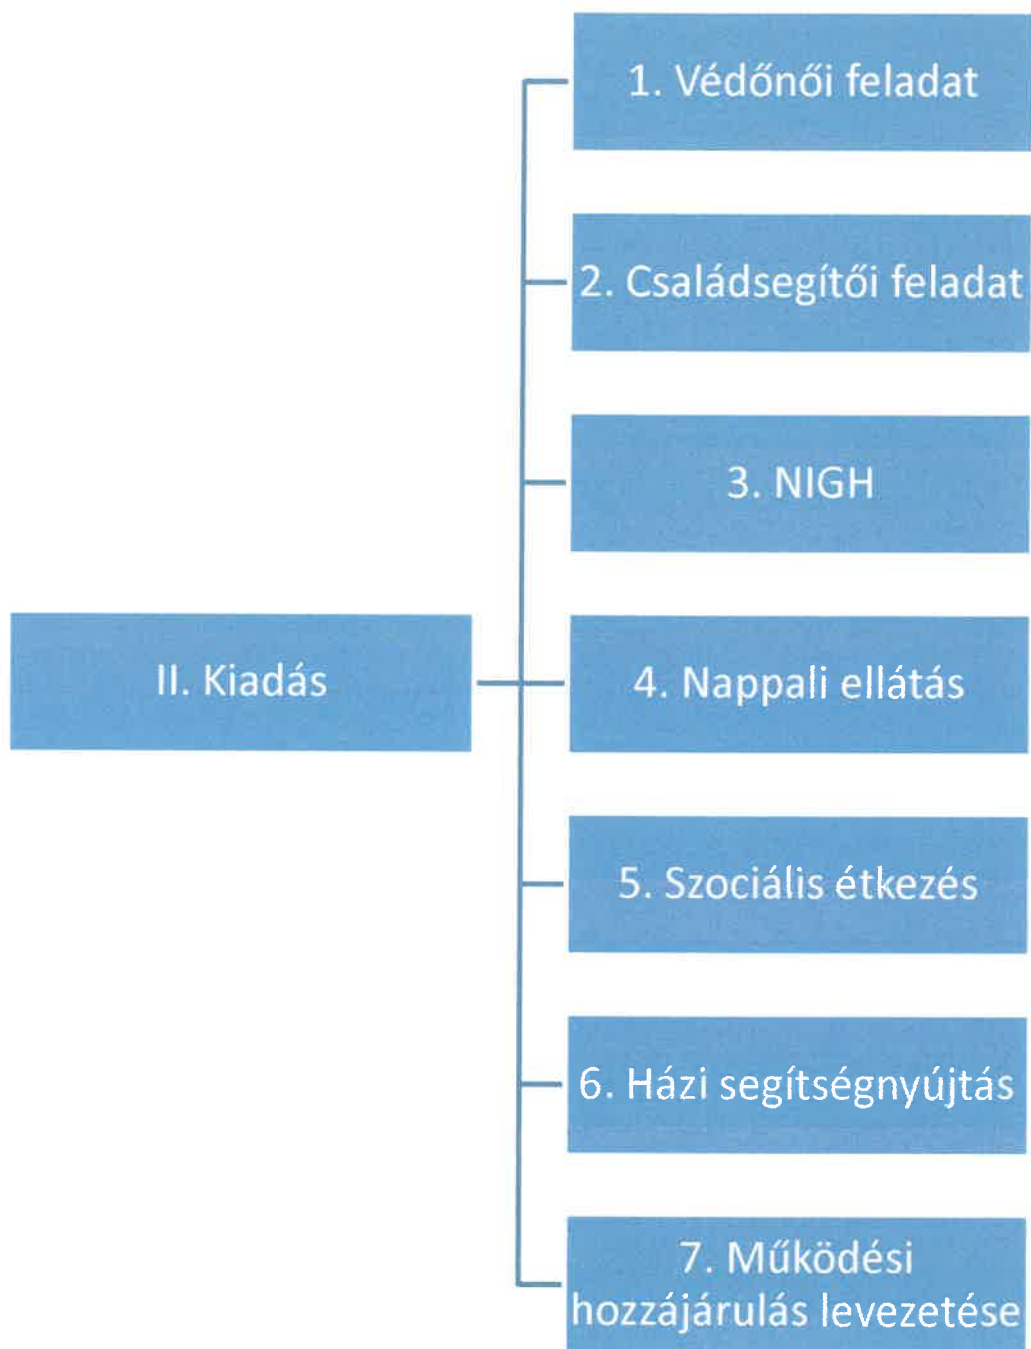 II. Kiadás
1. Védőnői feladat
2. Családsegítői feladat
3. NIGH
4. Nappali ellátás
5. Szociális étkezés
6. Házi segítségnyújtás
7. Működési
hozzájárulás levezetése